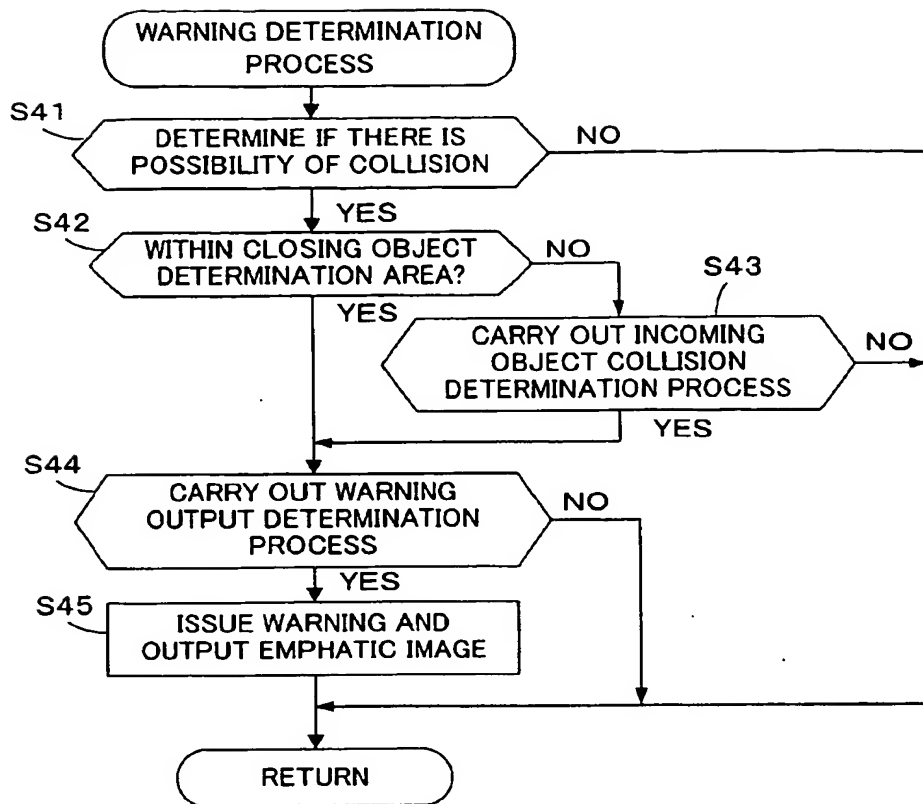 WARNING DETERMINATION
PROCESS
S41
DETERMINE IF THERE IS
POSSIBILITY OF COLLISION
NO
YES
S42
WITHIN CLOSING OBJECT
DETERMINATION AREA?
NO
YES
S43
CARRY OUT INCOMING
OBJECT COLLISION
DETERMINATION PROCESS
NO
YES
S44
CARRY OUT WARNING
OUTPUT DETERMINATION
PROCESS
NO
YES
S45
ISSUE WARNING AND
OUTPUT EMPHATIC IMAGE
RETURN